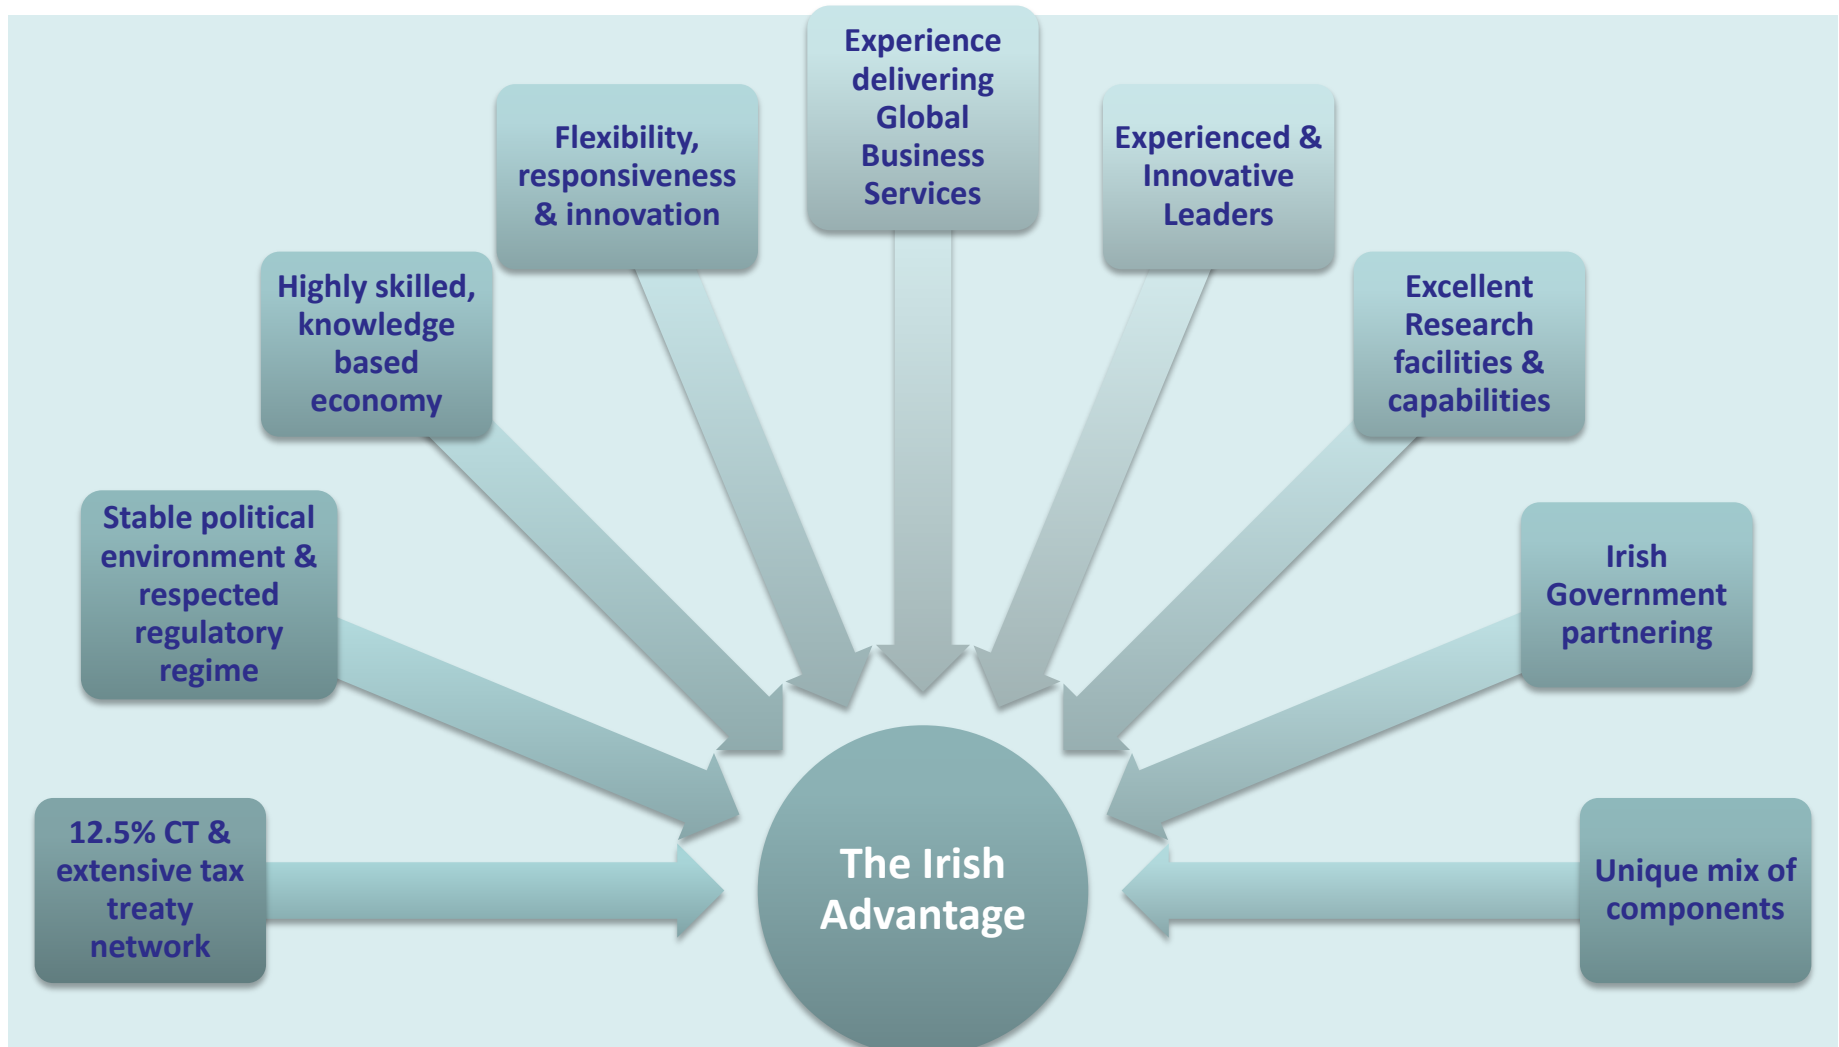 12.5% CT &
extensive tax
treaty
network
Stable political
environment &
respected
regulatory
regime
Highly skilled,
knowledge
based
economy
Flexibility,
responsiveness
& innovation
Experience
delivering
Global
Business
Services
Experienced &
Innovative
Leaders
Excellent
Research
facilities &
capabilities
Irish
Government
partnering
Unique mix of
components
The Irish
Advantage